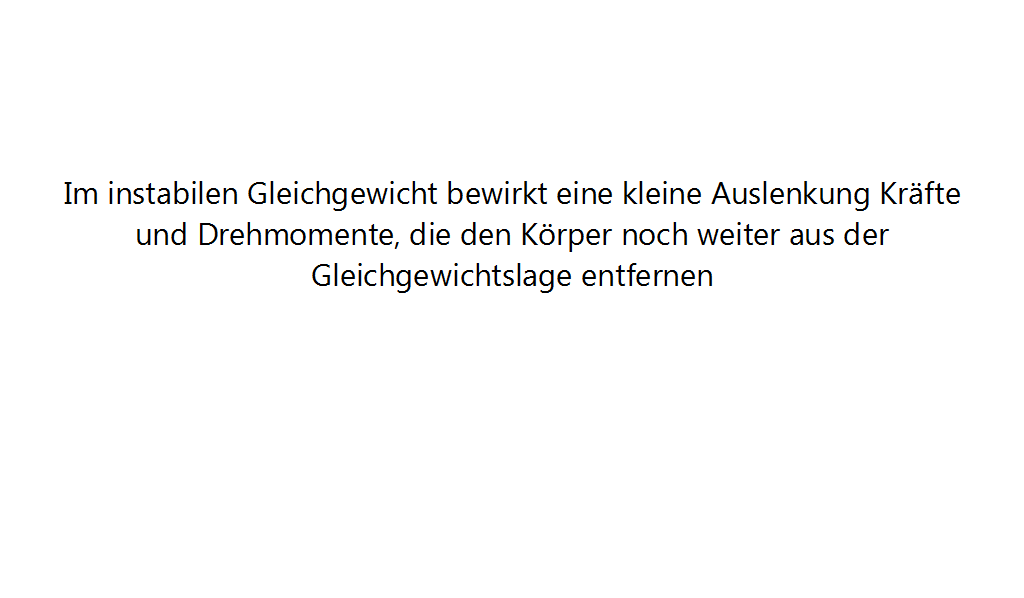 Im instabilen Gleichgewicht bewirkt eine kleine Auslenkung Kräfte
und Drehmomente, die den Körper noch weiter aus der
Gleichgewichtslage entfernen